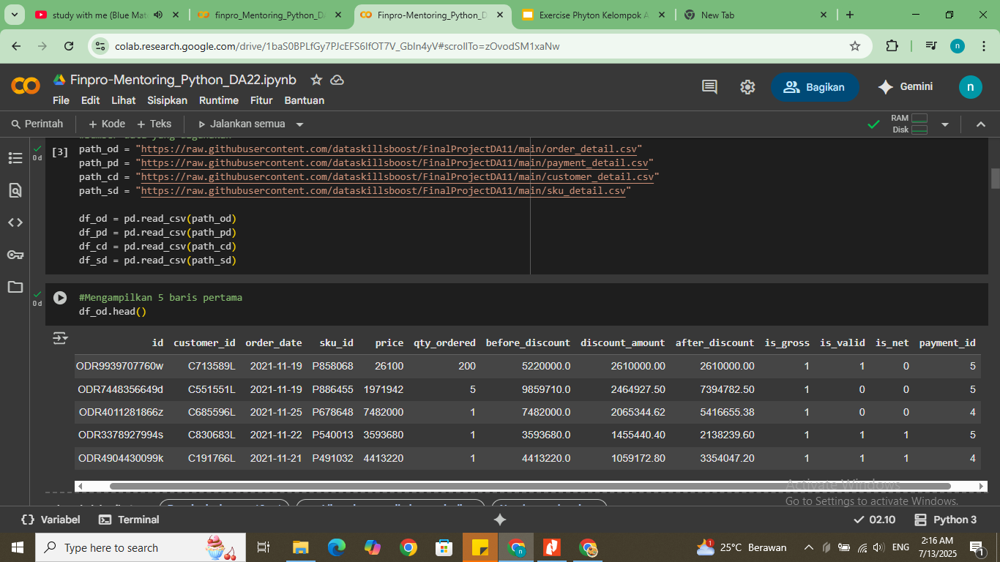 study with me (Blue Mat
finpro_Mentoring_Python_D
Finpro-Mentoring_Python_D
Exercise Phyton Kelompok A
New Tab
colab.research.google.com/drive/1baS0BPLfGy7PJcEFS6IfOT7V_GbIn4yV#scrollTo=zOvodSM1xaNw
n
Finpro-Mentoring_Python_DA22.ipynb
File Edit Lihat Sisipkan Runtime Fitur Bantuan
Bagikan
Gemini
n
Perintah + Kode + Teks Jalankan semua
RAM
Disk
[3]
0 d
path_od = "https://raw.githubusercontent.com/dataskillsboost/FinalProjectDA11/main/order_detail.csv"
path_pd = "https://raw.githubusercontent.com/dataskillsboost/FinalProjectDA11/main/payment_detail.csv"
path_cd = "https://raw.githubusercontent.com/dataskillsboost/FinalProjectDA11/main/customer_detail.csv"
path_sd = "https://raw.githubusercontent.com/dataskillsboost/FinalProjectDA11/main/sku_detail.csv"
df_od = pd.read_csv(path_od)
df_pd = pd.read_csv(path_pd)
df_cd = pd.read_csv(path_cd)
df_sd = pd.read_csv(path_sd)
0 d
#Mengampilkan 5 baris pertama
df_od.head()
id customer_id order_date sku_id price qty_ordered before_discount discount_amount after_discount is_gross is_valid is_net payment_id
ODR9939707760w C713589L 2021-11-19 P858068 26100 200 5220000.0 2610000.00 2610000.00 1 1 0 5
ODR7448356649d C551551L 2021-11-19 P886455 1971942 5 9859710.0 2464927.50 7394782.50 1 0 0 5
ODR4011281866z C685596L 2021-11-25 P678648 7482000 1 7482000.0 2065344.62 5416655.38 1 0 0 4
ODR3378927994s C830683L 2021-11-22 P540013 3593680 1 3593680.0 1455440.40 2138239.60 1 1 1 5
ODR4904430099k C191766L 2021-11-21 P491032 4413220 1 4413220.0 1059172.80 3354047.20 1 1 1 4
Activate Windows
Go to Settings to activate Windows.
Variabel Terminal
02.10 Python 3
Type here to search
1
25°C Berawan
ENG
2:16 AM
7/13/2025
1